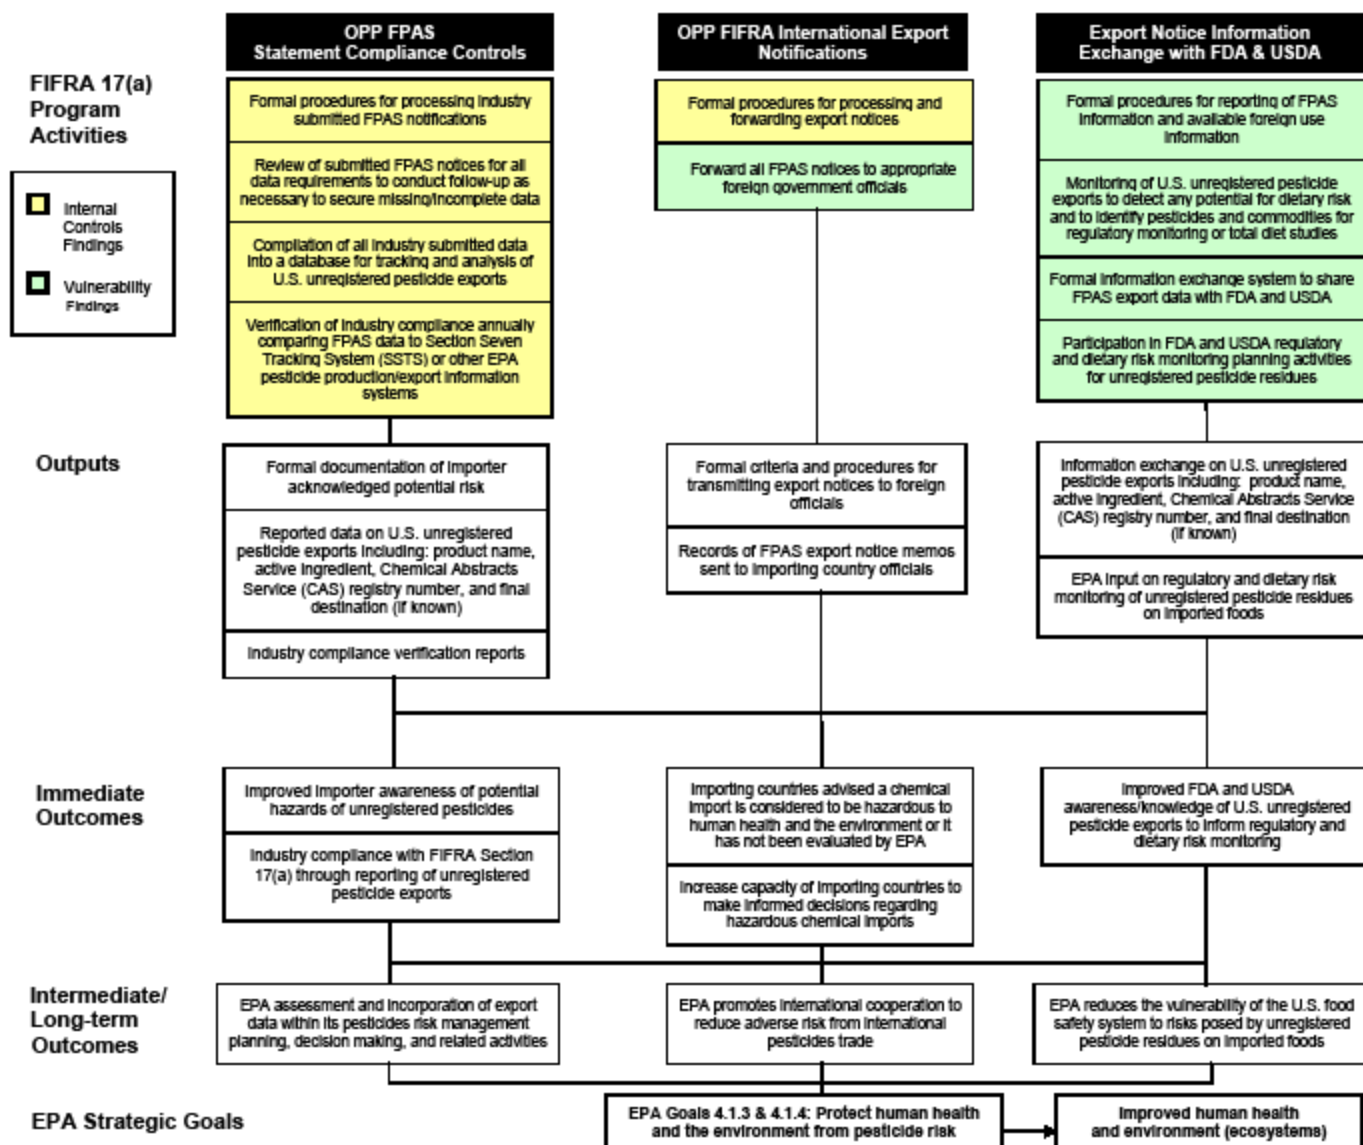 OPP FPAS
Statement Compliance Controls
OPP FIFRA International Export
Notifications
Export Notice Information
Exchange with FDA & USDA
FIFRA 17(a)
Program
Activities
Formal procedures for processing industry
submitted FPAS notifications
Review of submitted FPAS notices for all
data requirements to conduct follow-up as
necessary to secure missing/incomplete data
Compilation of all industry submitted data
into a database for tracking and analysis of
U.S. unregistered pesticide exports
Verification of industry compliance annually
comparing FPAS data to Section Seven
Tracking System (SSTS) or other EPA
pesticide production/export information
systems
Formal procedures for processing and
forwarding export notices
Forward all FPAS notices to appropriate
foreign government officials
Formal procedures for reporting of FPAS
information and available foreign use
information
Monitoring of U.S. unregistered pesticide
exports to detect any potential for dietary risk
and to identify pesticides and commodities for
regulatory monitoring or total diet studies
Formal information exchange system to share
FPAS export data with FDA and USDA
Participation in FDA and USDA regulatory
and dietary risk monitoring planning activities
for unregistered pesticide residues
Internal
Controls
Findings
Vulnerability
Findings
Outputs
Formal documentation of importer
acknowledged potential risk
Reported data on U.S. unregistered
pesticide exports including: product name,
active ingredient, Chemical Abstracts
Service (CAS) registry number, and final
destination (if known)
Industry compliance verification reports
Formal criteria and procedures for
transmitting export notices to foreign
officials
Records of FPAS export notice memos
sent to importing country officials
Information exchange on U.S. unregistered
pesticide exports including: product name,
active ingredient, Chemical Abstracts Service
(CAS) registry number, and final destination
(if known)
EPA input on regulatory and dietary risk
monitoring of unregistered pesticide residues
on imported foods
Immediate
Outcomes
Improved importer awareness of potential
hazards of unregistered pesticides
Industry compliance with FIFRA Section
17(a) through reporting of unregistered
pesticide exports
Importing countries advised a chemical
import is considered to be hazardous to
human health and the environment or it
has not been evaluated by EPA
Increase capacity of importing countries to
make informed decisions regarding
hazardous chemical imports
Improved FDA and USDA
awareness/knowledge of U.S. unregistered
pesticide exports to inform regulatory and
dietary risk monitoring
Intermediate/
Long-term
Outcomes
EPA assessment and incorporation of export
data within its pesticides risk management
planning, decision making, and related activities
EPA promotes international cooperation to
reduce adverse risk from international
pesticides trade
EPA reduces the vulnerability of the U.S. food
safety system to risks posed by unregistered
pesticide residues on imported foods
EPA Strategic Goals
EPA Goals 4.1.3 & 4.1.4: Protect human health
and the environment from pesticide risk
Improved human health
and environment (ecosystems)